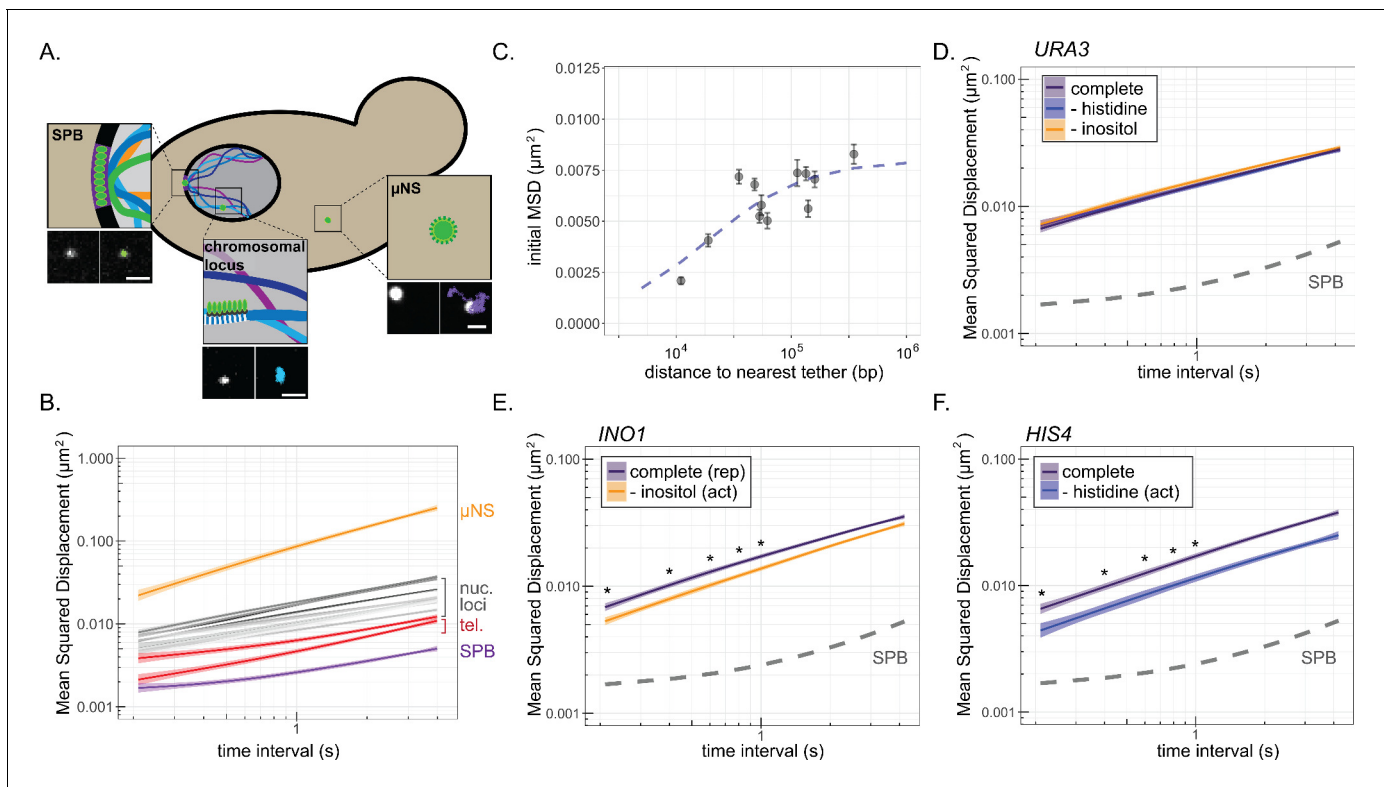 A.
SPB
µNS
chromosomal
locus
B.
Mean Squared Displacement (µm²)
1.000
0.100
0.010
0.001
µNS
nuc.
loci
tel.
SPB
1
time interval (s)
C.
initial MSD (µm²)
0.0125
0.0100
0.0075
0.0050
0.0025
0.0000
10⁴
10⁵
10⁶
distance to nearest tether (bp)
D.
URA3
Mean Squared Displacement (µm²)
0.100
0.010
0.001
complete
- histidine
- inositol
SPB
1
time interval (s)
E.
INO1
Mean Squared Displacement (µm²)
0.100
0.010
0.001
complete (rep)
- inositol (act)
* * * * *
SPB
1
time interval (s)
F.
HIS4
Mean Squared Displacement (µm²)
0.100
0.010
0.001
complete
- histidine (act)
* * * * *
SPB
1
time interval (s)